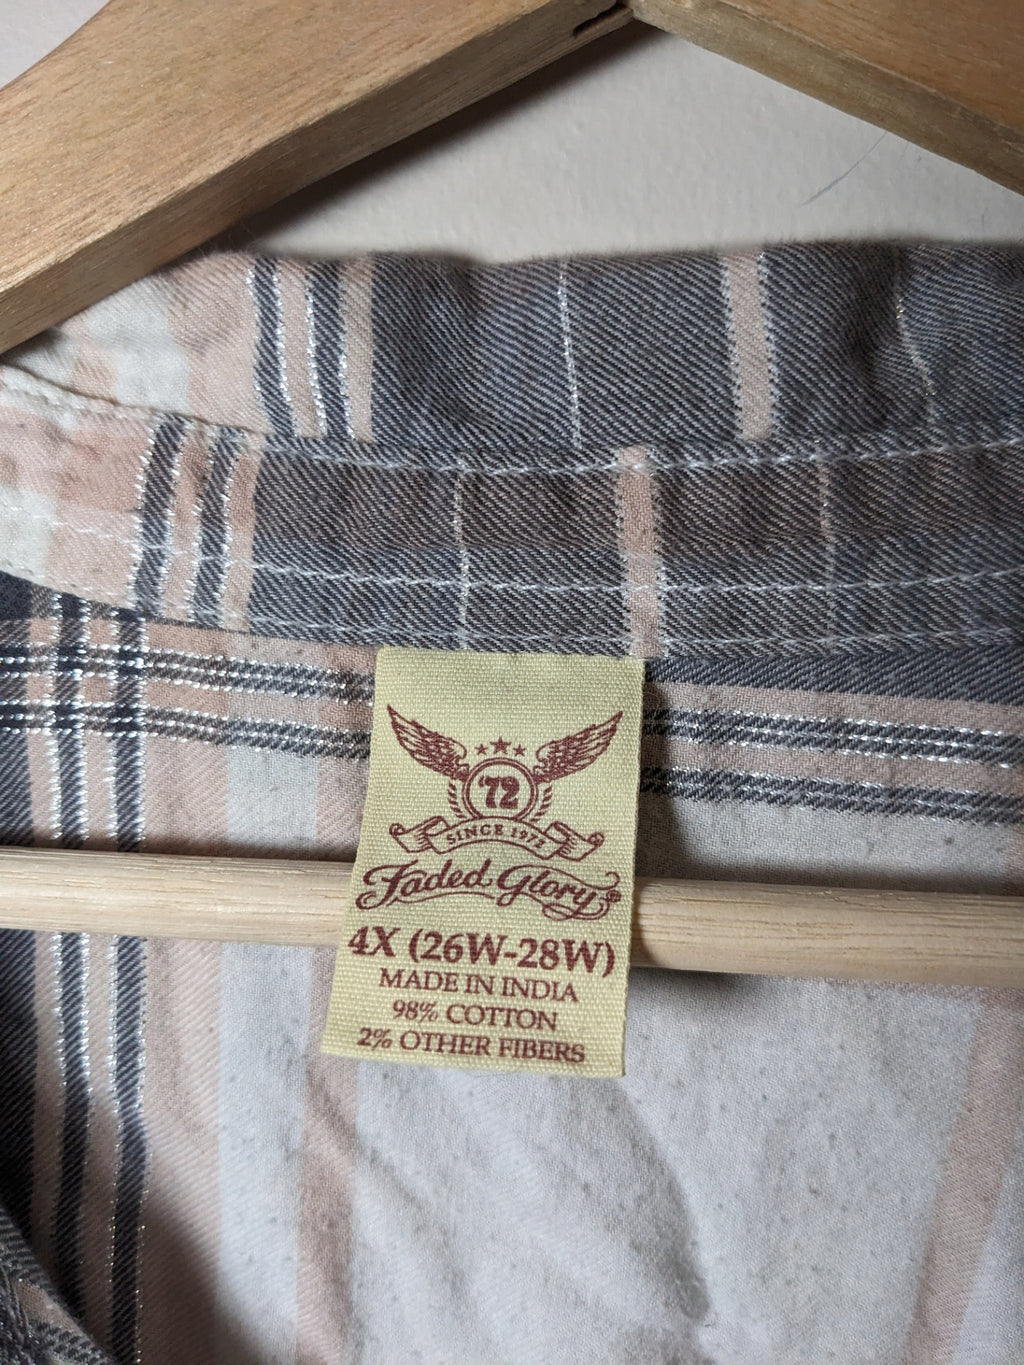 '72
SINCE 1972
Faded Glory
4X (26W-28W)
MADE IN INDIA
98% COTTON
2% OTHER FIBERS